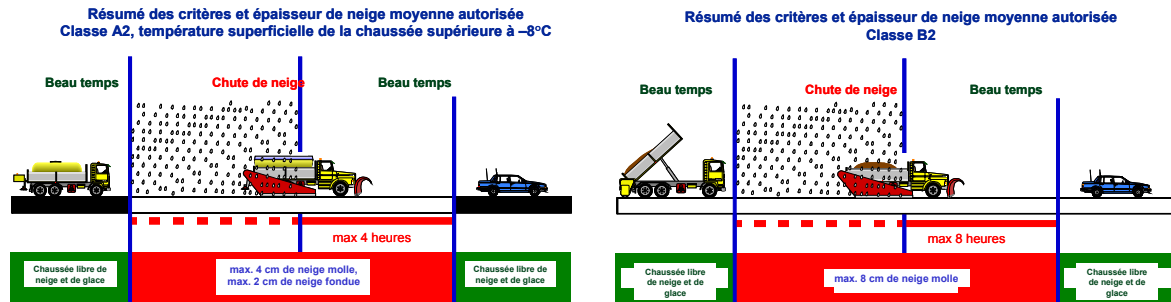 Résumé des critères et épaisseur de neige moyenne autorisée
Classe A2, température superficielle de la chaussée supérieure à –8°C
Beau temps
Chute de neige
Beau temps
max 4 heures
Chaussée libre de
neige et de glace
max. 4 cm de neige molle,
max. 2 cm de neige fondue
Chaussée libre de
neige et de glace
Résumé des critères et épaisseur de neige moyenne autorisée
Classe B2
Beau temps
Chute de neige
Beau temps
max 8 heures
Chaussée libre
de neige et de
glace
max. 8 cm de neige molle
Chaussée libre
de neige et de
glace